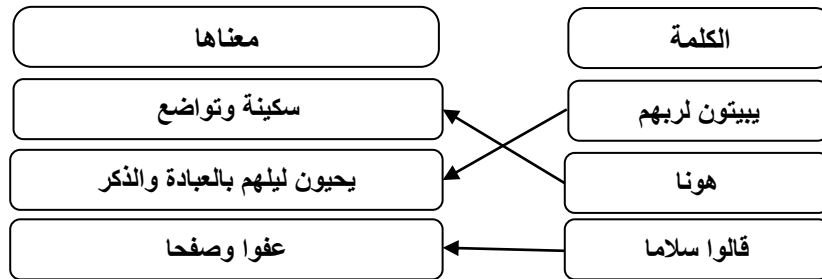 الكلمة
معناها
يبيتون لربهم
سكينة وتواضع
هونا
يحيون ليلهم بالعبادة والذكر
قالوا سلاما
عفوا وصفحا